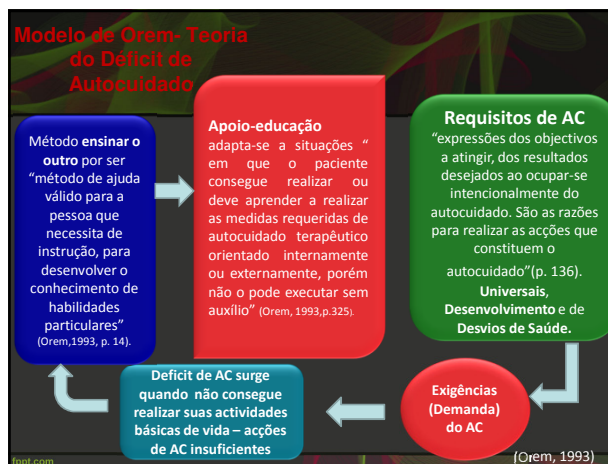 Modelo de Orem- Teoria
do Déficit de
Autocuidado
Método ensinar o
outro por ser
“método de ajuda
válido para a
pessoa que
necessita de
instrução, para
desenvolver o
conhecimento de
habilidades
particulares”
(Orem,1993, p. 14).
Apoio-educação
adapta-se a situações “
em que o paciente
consegue realizar ou
deve aprender a realizar
as medidas requeridas de
autocuidado terapêutico
orientado internamente
ou externamente, porém
não o pode executar sem
auxílio” (Orem, 1993,p.325).
Requisitos de AC
“expressões dos objectivos
a atingir, dos resultados
desejados ao ocupar-se
intencionalmente do
autocuidado. São as razões
para realizar as acções que
constituem o
autocuidado”(p. 136).
Universais,
Desenvolvimento e de
Desvios de Saúde.
Deficit de AC surge
quando não consegue
realizar suas actividades
básicas de vida – acções
de AC insuficientes
Exigências
(Demanda)
do AC
(Orem, 1993)
fppt.com